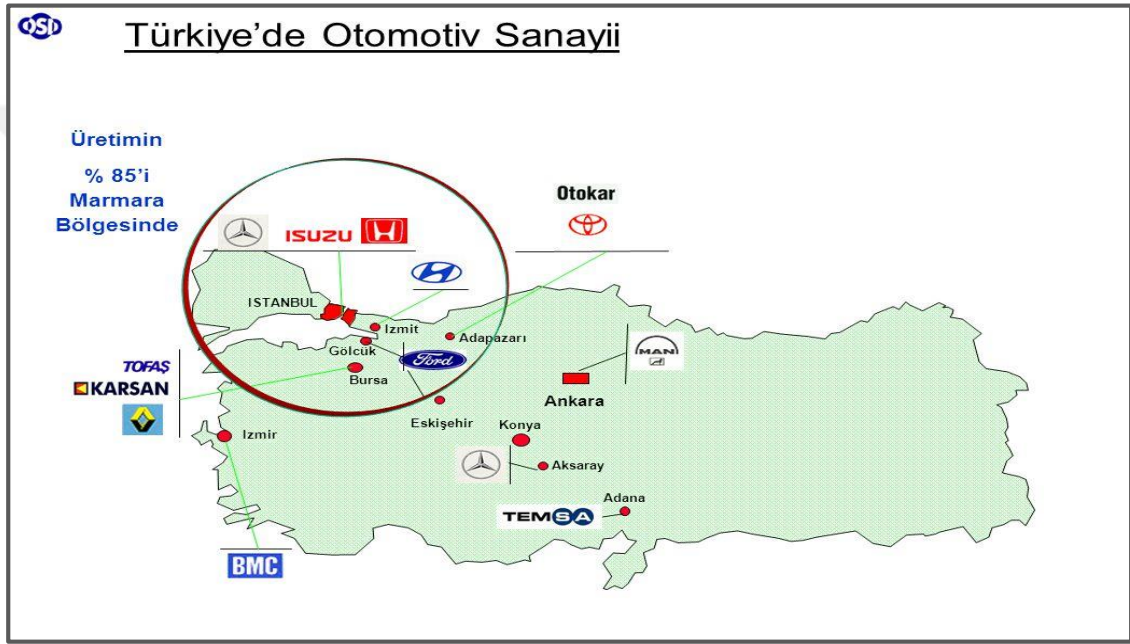 OSD
Türkiye’de Otomotiv Sanayii
Üretimin
% 85’i
Marmara
Bölgesinde
Otokar
ISUZU
ISTANBUL
Izmit
Adapazarı
Gölcük
Ford
MAN
TOFAŞ
KARSAN
Bursa
Ankara
Eskişehir
Konya
Izmir
Aksaray
Adana
TEMSA
BMC